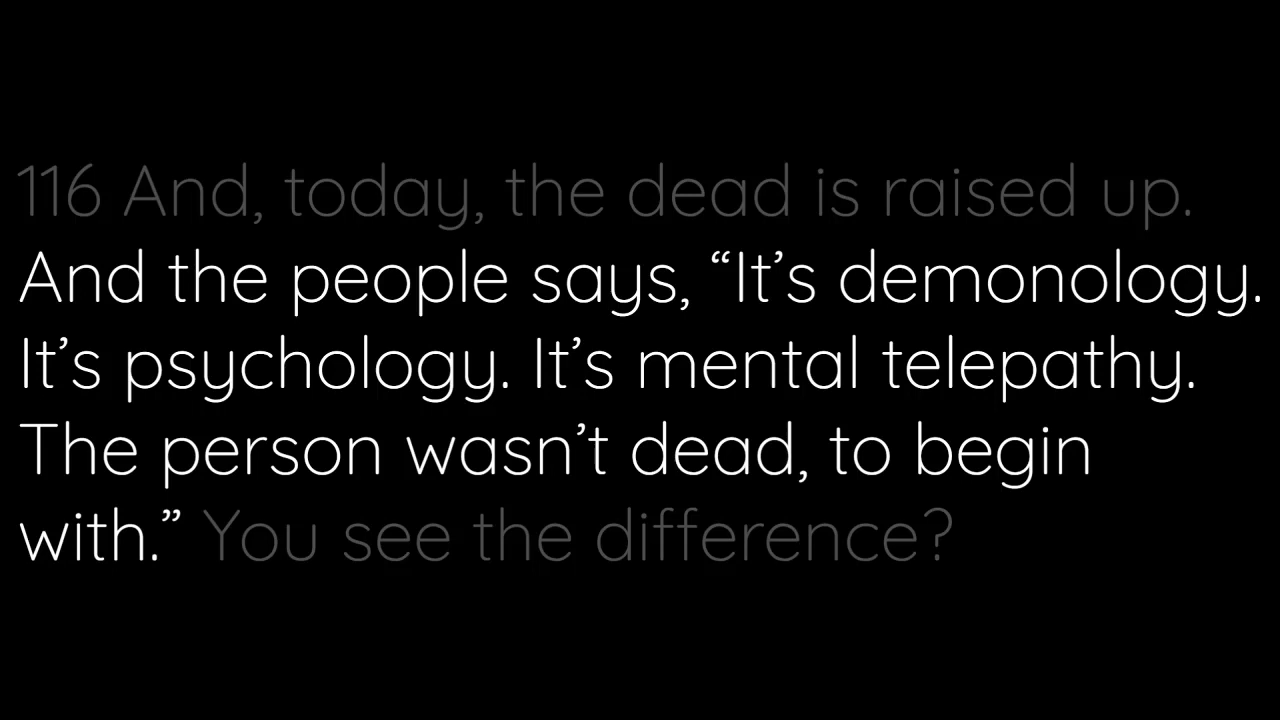 116 And, today, the dead is raised up.
And the people says, “It’s demonology.
It’s psychology. It’s mental telepathy.
The person wasn’t dead, to begin
with.” You see the difference?